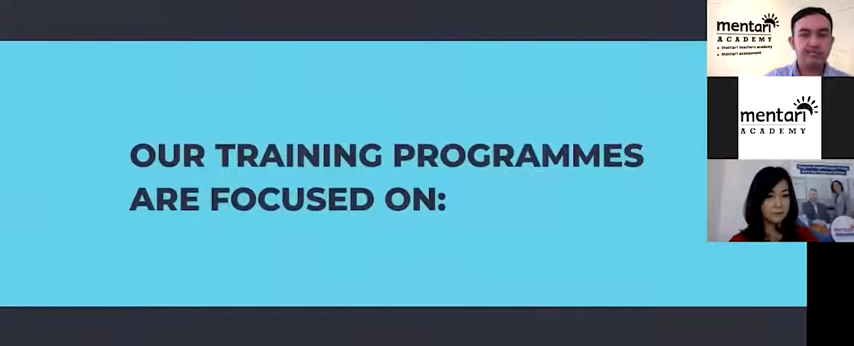 OUR TRAINING PROGRAMMES
ARE FOCUSED ON:
mentari
ACADEMY
mentari teachers academy
mentari assessment
mentari
ACADEMY